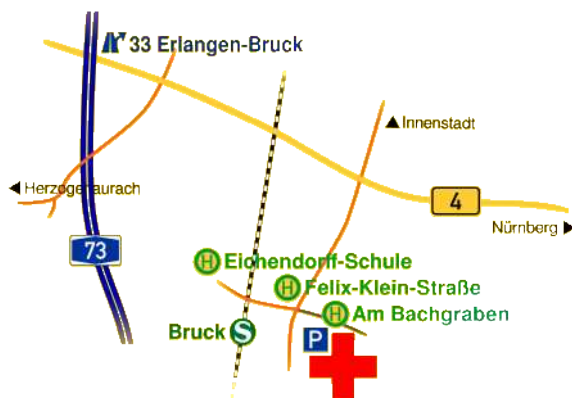 33 Erlangen-Bruck
Innenstadt
Herzogenaurach
4
Nürnberg
73
H Eichendorff-Schule
H Felix-Klein-Straße
H Am Bachgraben
Bruck S
P